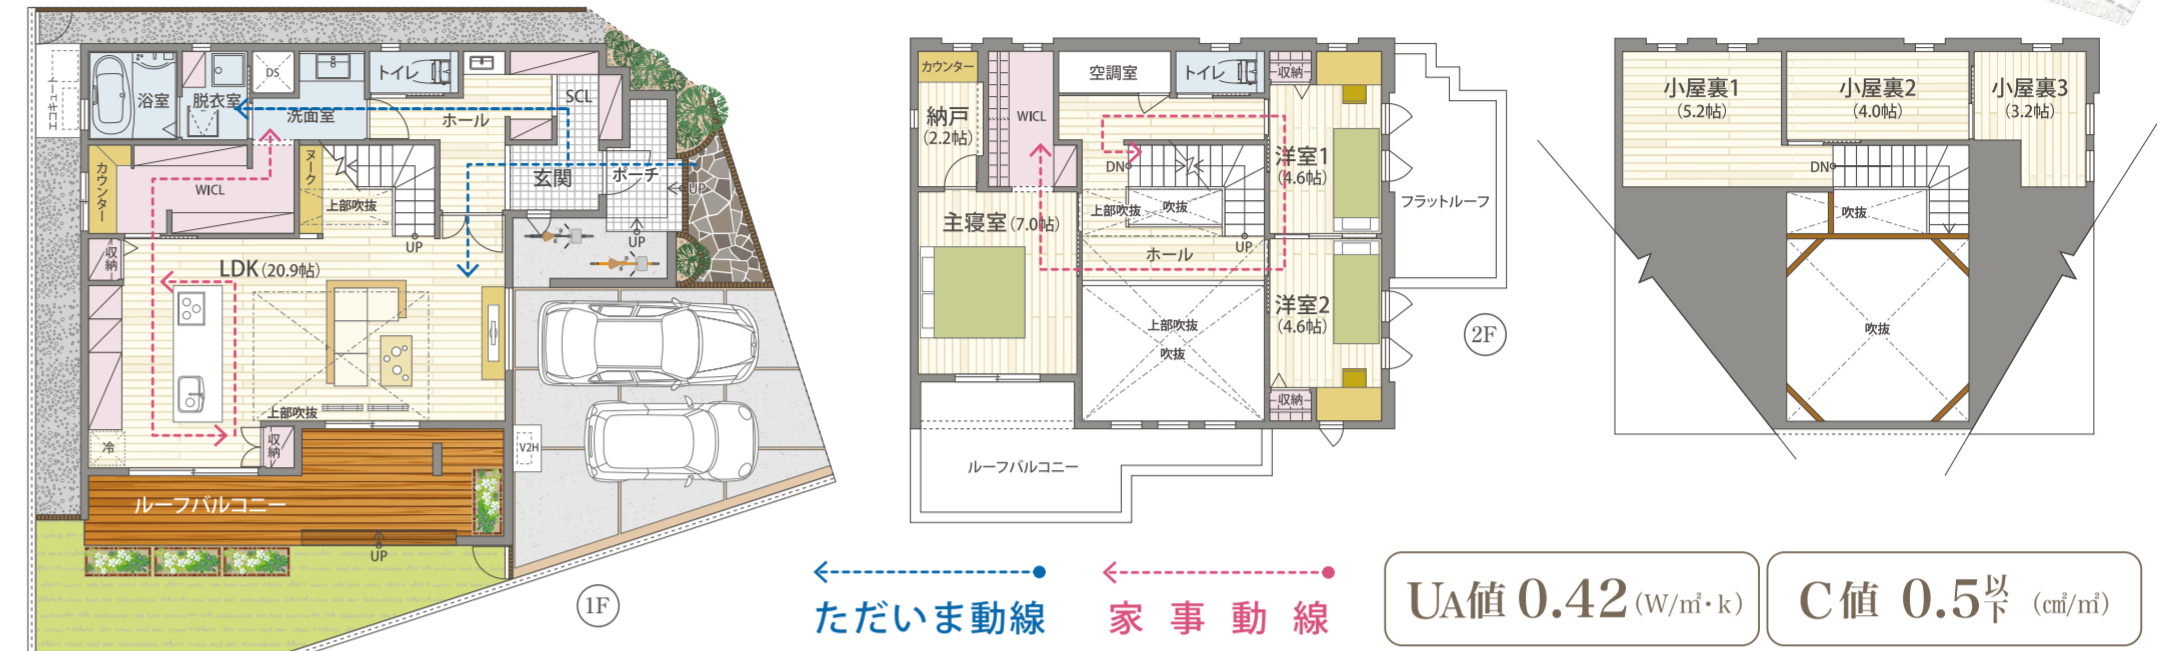 エコキュート
浴室
脱衣室
DS
洗面室
トイレ
ホール
SCL
玄関
ポーチ
UP
UP
カウンター
WICL
ヌーク
上部吹抜
UP
収納
LDK(20.9帖)
上部吹抜
冷
収納
V2H
ルーフバルコニー
UP
1F
カウンター
納戸
(2.2帖)
WICL
空調室
トイレ
収納
洋室1
(4.6帖)
DN
上部吹抜
吹抜
UP
主寝室(7.0帖)
ホール
フラットルーフ
洋室2
(4.6帖)
上部吹抜
吹抜
収納
ルーフバルコニー
2F
小屋裏1
(5.2帖)
小屋裏2
(4.0帖)
小屋裏3
(3.2帖)
DN
吹抜
吹抜
ただいま動線
家事動線
UA値 0.42(W/㎡・k)
C値 0.5以下(㎠/㎡)